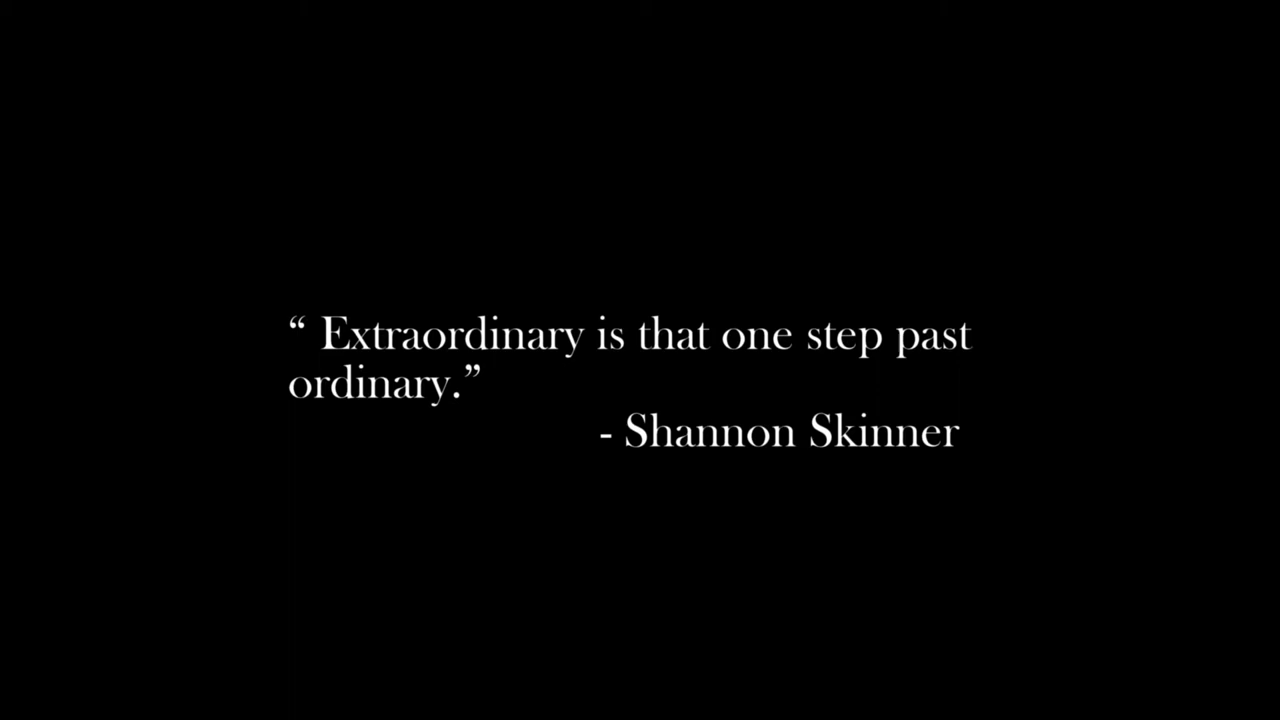 “ Extraordinary is that one step past
ordinary.”
- Shannon Skinner